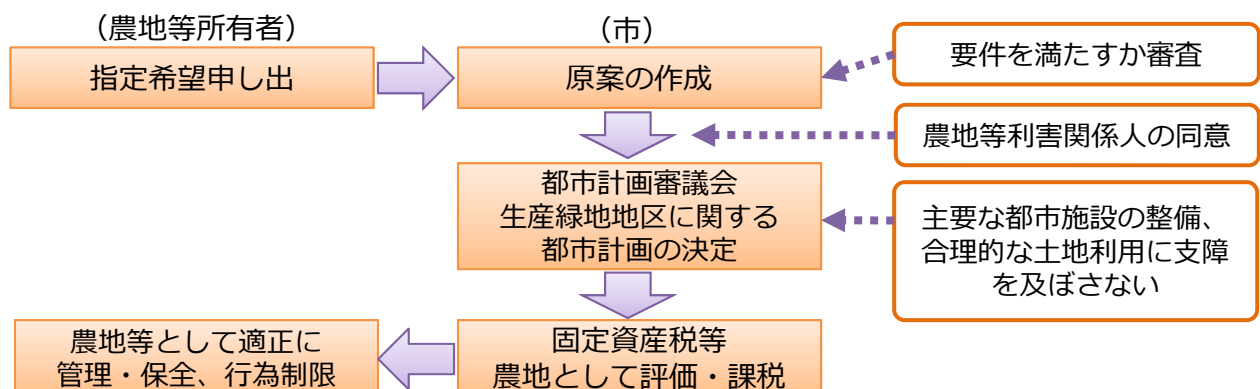 （農地等所有者）
指定希望申し出
（市）
原案の作成
要件を満たすか審査
農地等利害関係人の同意
都市計画審議会
生産緑地地区に関する
都市計画の決定
主要な都市施設の整備、
合理的な土地利用に支障
を及ぼさない
固定資産税等
農地として評価・課税
農地等として適正に
管理・保全、行為制限